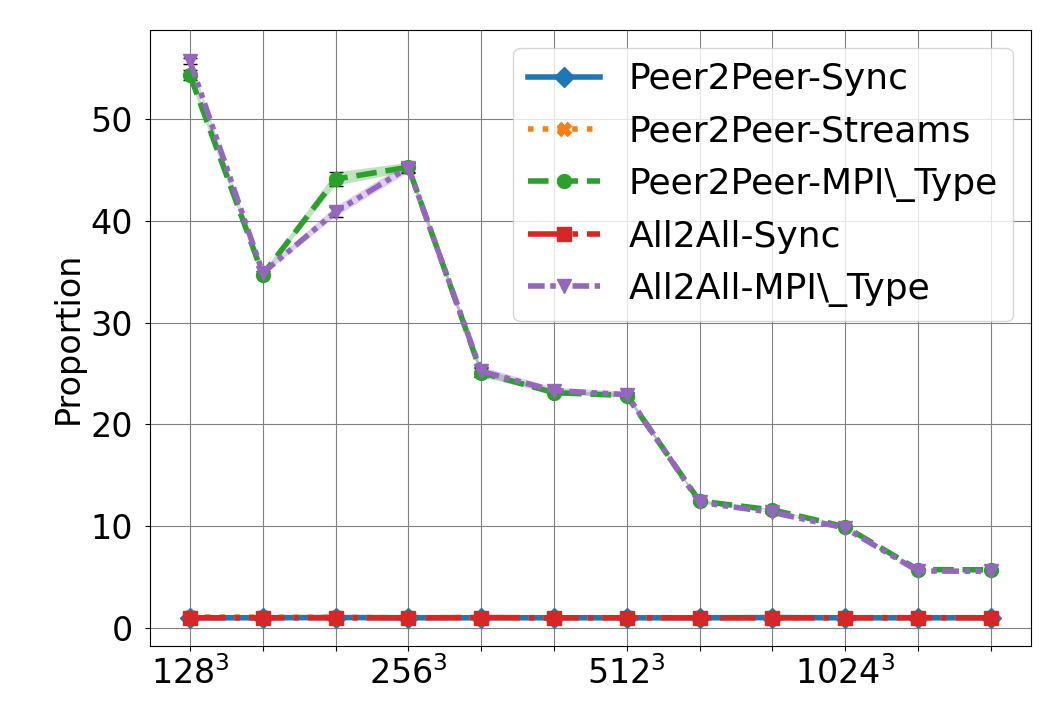 Peer2Peer-Sync
Peer2Peer-Streams
Peer2Peer-MPI\_Type
All2All-Sync
All2All-MPI\_Type
Proportion
50
40
30
20
10
0
128³
256³
512³
1024³